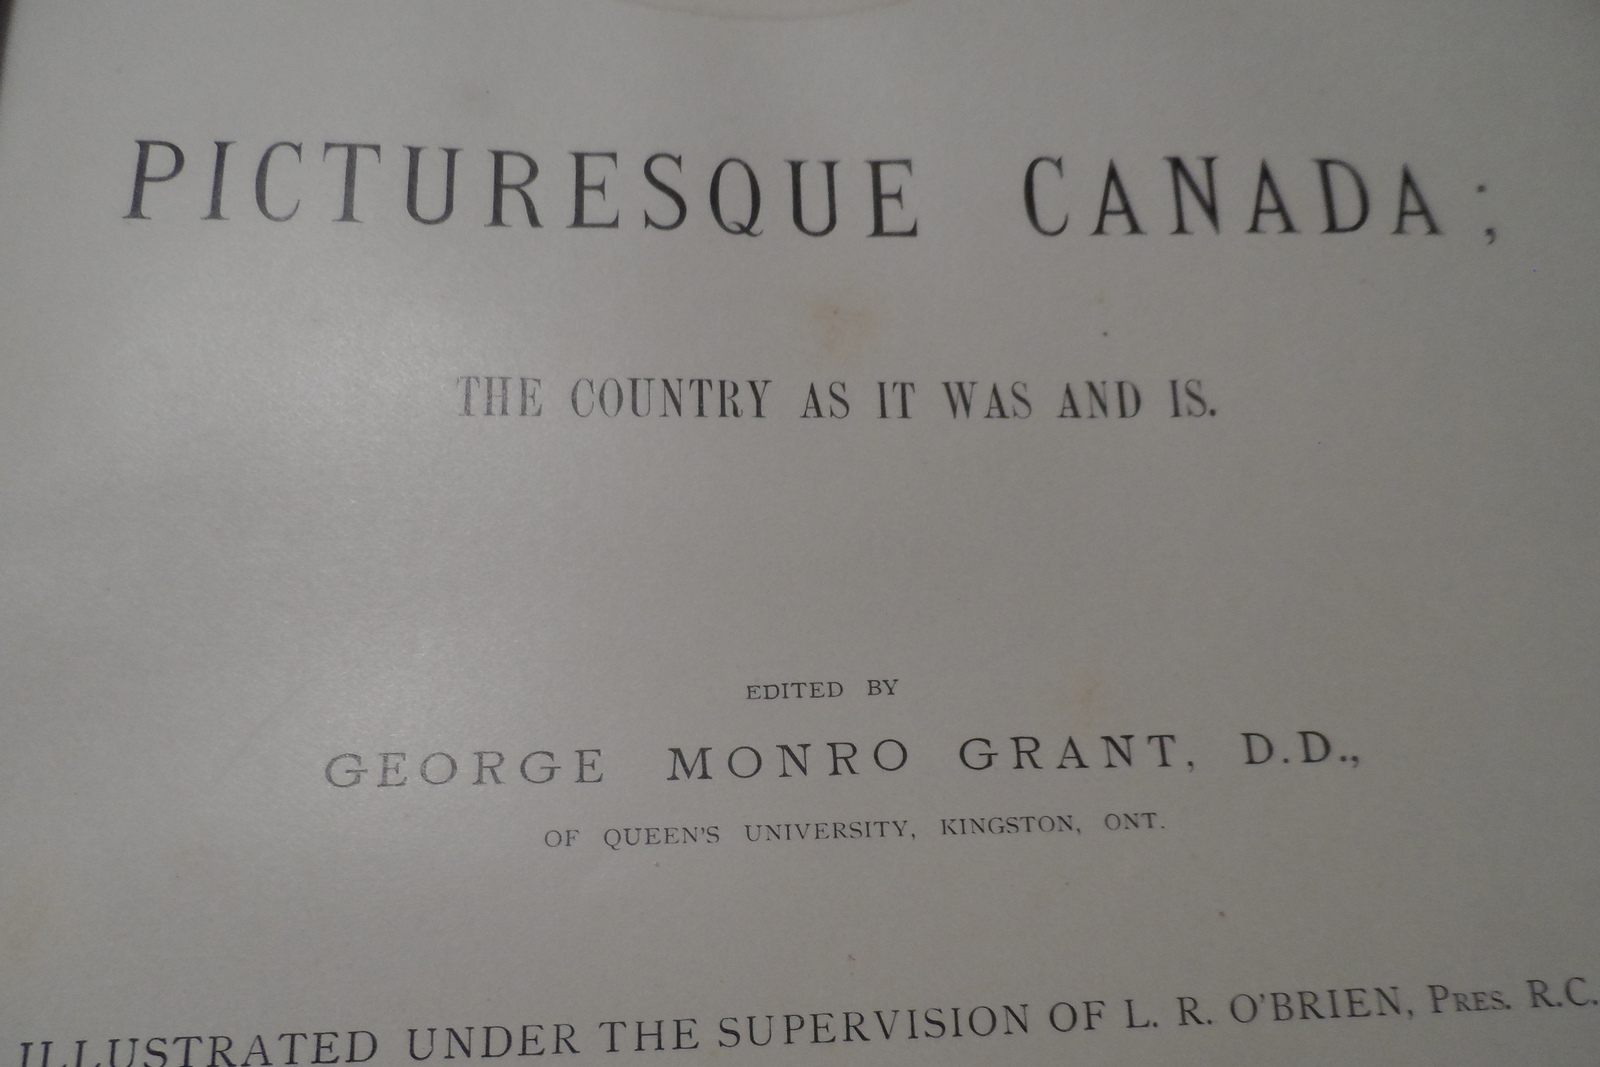 PICTURESQUE CANADA;
THE COUNTRY AS IT WAS AND IS.
EDITED BY
GEORGE MONRO GRANT, D.D.,
OF QUEEN'S UNIVERSITY, KINGSTON, ONT.
ILLUSTRATED UNDER THE SUPERVISION OF L. R. O'BRIEN, PRES. R.C.